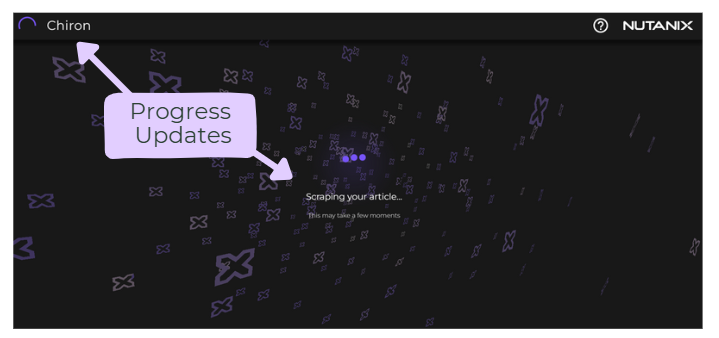 Chiron
NUTANIX
Progress
Updates
Scraping your article...
This may take a few moments